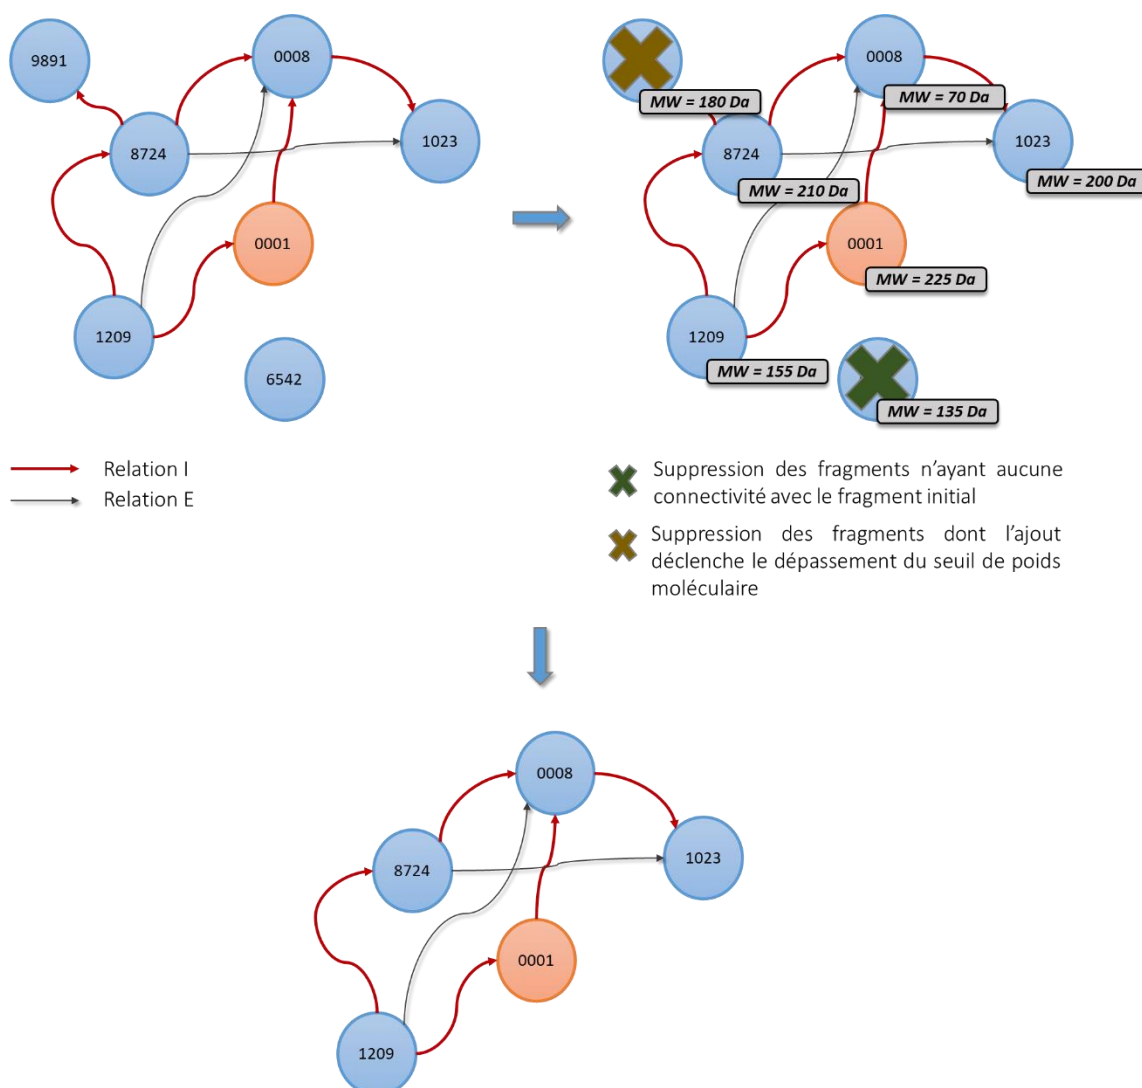 9891
0008
8724
1023
0001
1209
6542
MW = 180 Da
0008
MW = 70 Da
8724
1023
MW = 210 Da
MW = 200 Da
0001
MW = 225 Da
1209
MW = 155 Da
MW = 135 Da
Relation I
Relation E
Suppression des fragments n'ayant aucune
connectivité avec le fragment initial
Suppression des fragments dont l'ajout
déclenche le dépassement du seuil de poids
moléculaire
0008
8724
1023
0001
1209